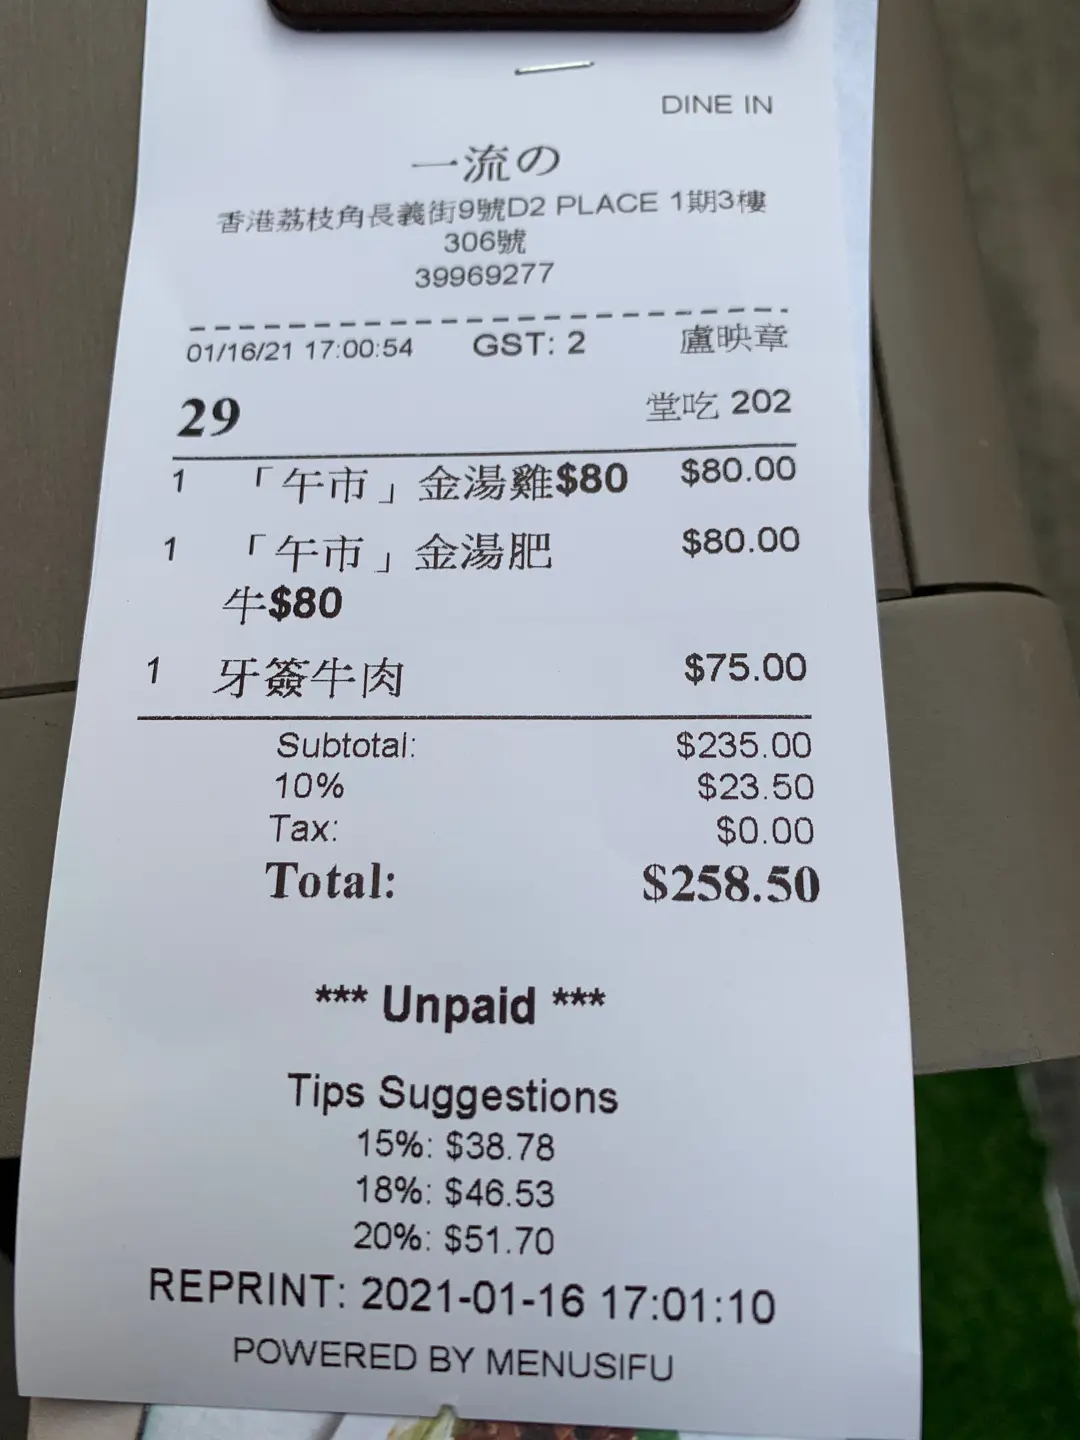 DINE IN
一流の
香港荔枝角長義街9號D2 PLACE 1期3樓
306號
39969277
01/16/21 17:00:54 GST: 2 盧映章
29 堂吃 202
1 「午市」金湯雞$80 $80.00
1 「午市」金湯肥 $80.00
牛$80
1 牙簽牛肉 $75.00
Subtotal: $235.00
10% $23.50
Tax: $0.00
Total: $258.50
*** Unpaid ***
Tips Suggestions
15%: $38.78
18%: $46.53
20%: $51.70
REPRINT: 2021-01-16 17:01:10
POWERED BY MENUSIFU